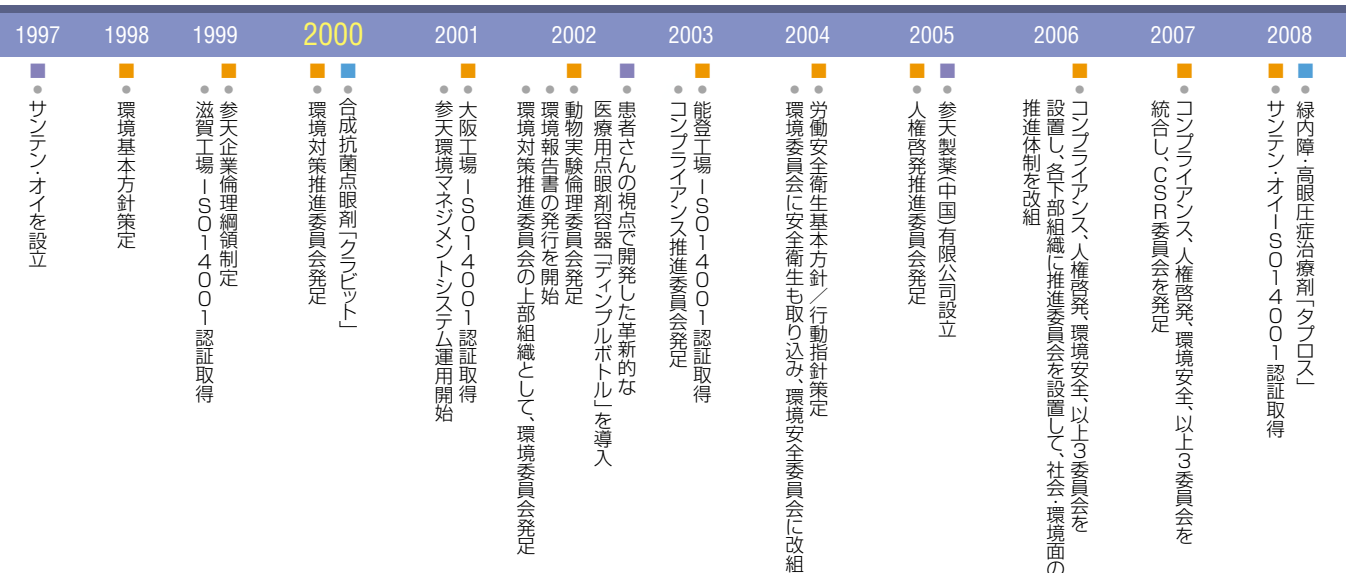 1997
1998
1999
2000
2001
2002
2003
2004
2005
2006
2007
2008
■
●サンテン・オイを設立
■
●環境基本方針策定
■
●参天企業倫理綱領制定
●滋賀工場ISO14001認証取得
■
●合成抗菌点眼剤「クラビット」
■
●環境対策推進委員会発足
■
●大阪工場ISO14001認証取得
●参天環境マネジメントシステム運用開始
■
●患者さんの視点で開発した革新的な
医療用点眼剤容器「ディンプルボトル」を導入
■
●動物実験倫理委員会発足
●環境報告書の発行を開始
●環境対策推進委員会の上部組織として、環境委員会発足
■
●能登工場ISO14001認証取得
●コンプライアンス推進委員会発足
■
●労働安全衛生基本方針/行動指針策定
●環境委員会に安全衛生も取り込み、環境安全委員会に改組
■
●参天製薬(中国)有限公司設立
■
●人権啓発推進委員会発足
■
●コンプライアンス、人権啓発、環境安全、以上3委員会を
設置し、各下部組織に推進委員会を設置して、社会・環境面の
推進体制を改組
■
●コンプライアンス、人権啓発、環境安全、以上3委員会を
統合し、CSR委員会を発足
■
●緑内障・高眼圧症治療剤「タプロス」
■
●サンテン・オイISO14001認証取得